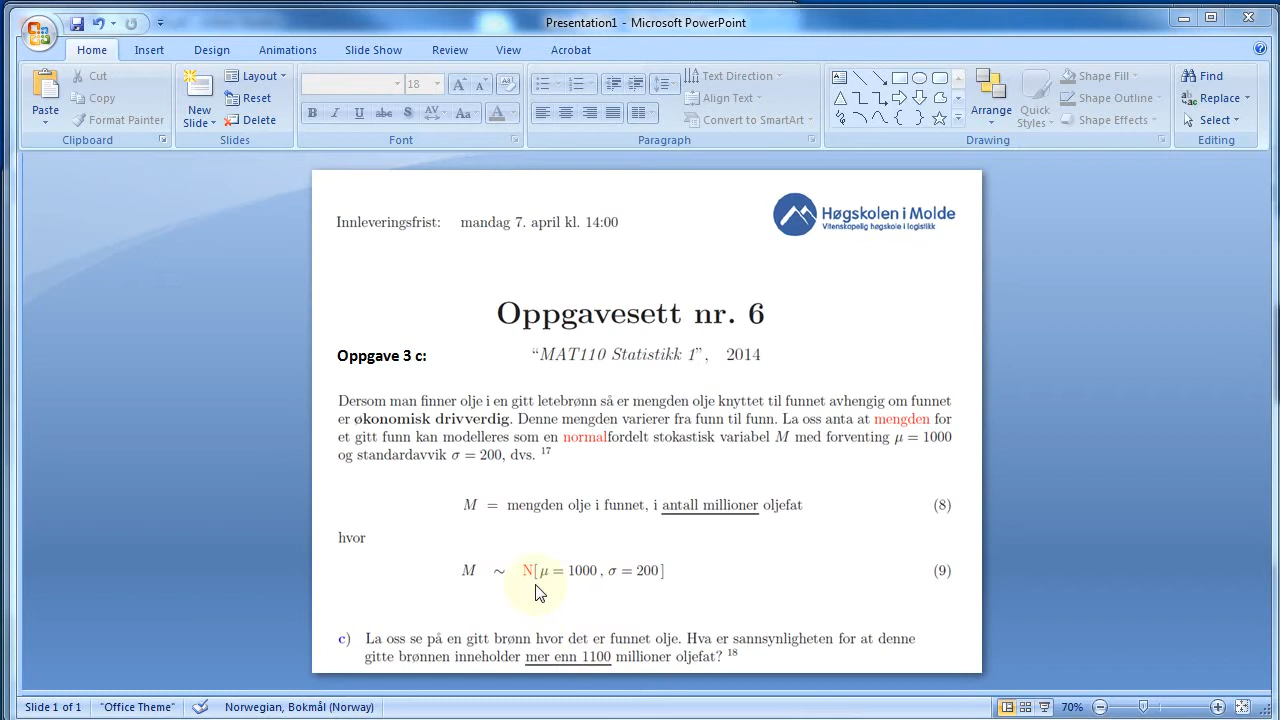 Presentation1 - Microsoft PowerPoint
Home Insert Design Animations Slide Show Review View Acrobat
Paste
Cut
Copy
Format Painter
Clipboard
New Slide
Layout
Reset
Delete
Slides
18
B I U abc S AV Aa A
Font
Text Direction
Align Text
Convert to SmartArt
Paragraph
Arrange
Quick Styles
Shape Fill
Shape Outline
Shape Effects
Drawing
Find
Replace
Select
Editing
Innleveringsfrist: mandag 7. april kl. 14:00
Høgskolen i Molde
Vitenskapelig høgskole i logistikk
Oppgavesett nr. 6
Oppgave 3 c: “MAT110 Statistikk 1”, 2014
Dersom man finner olje i en gitt letebrønn så er mengden olje knyttet til funnet avhengig om funnet
er økonomisk drivverdig. Denne mengden varierer fra funn til funn. La oss anta at mengden for
et gitt funn kan modelleres som en normalfordelt stokastisk variabel M med forventing μ = 1000
og standardavvik σ = 200, dvs. 17
M = mengden olje i funnet, i antall millioner oljefat (8)
hvor
M ∼ N[ μ = 1000 , σ = 200 ] (9)
c) La oss se på en gitt brønn hvor det er funnet olje. Hva er sannsynligheten for at denne
gitte brønnen inneholder mer enn 1100 millioner oljefat? 18
Slide 1 of 1 "Office Theme" Norwegian, Bokmål (Norway) 70%